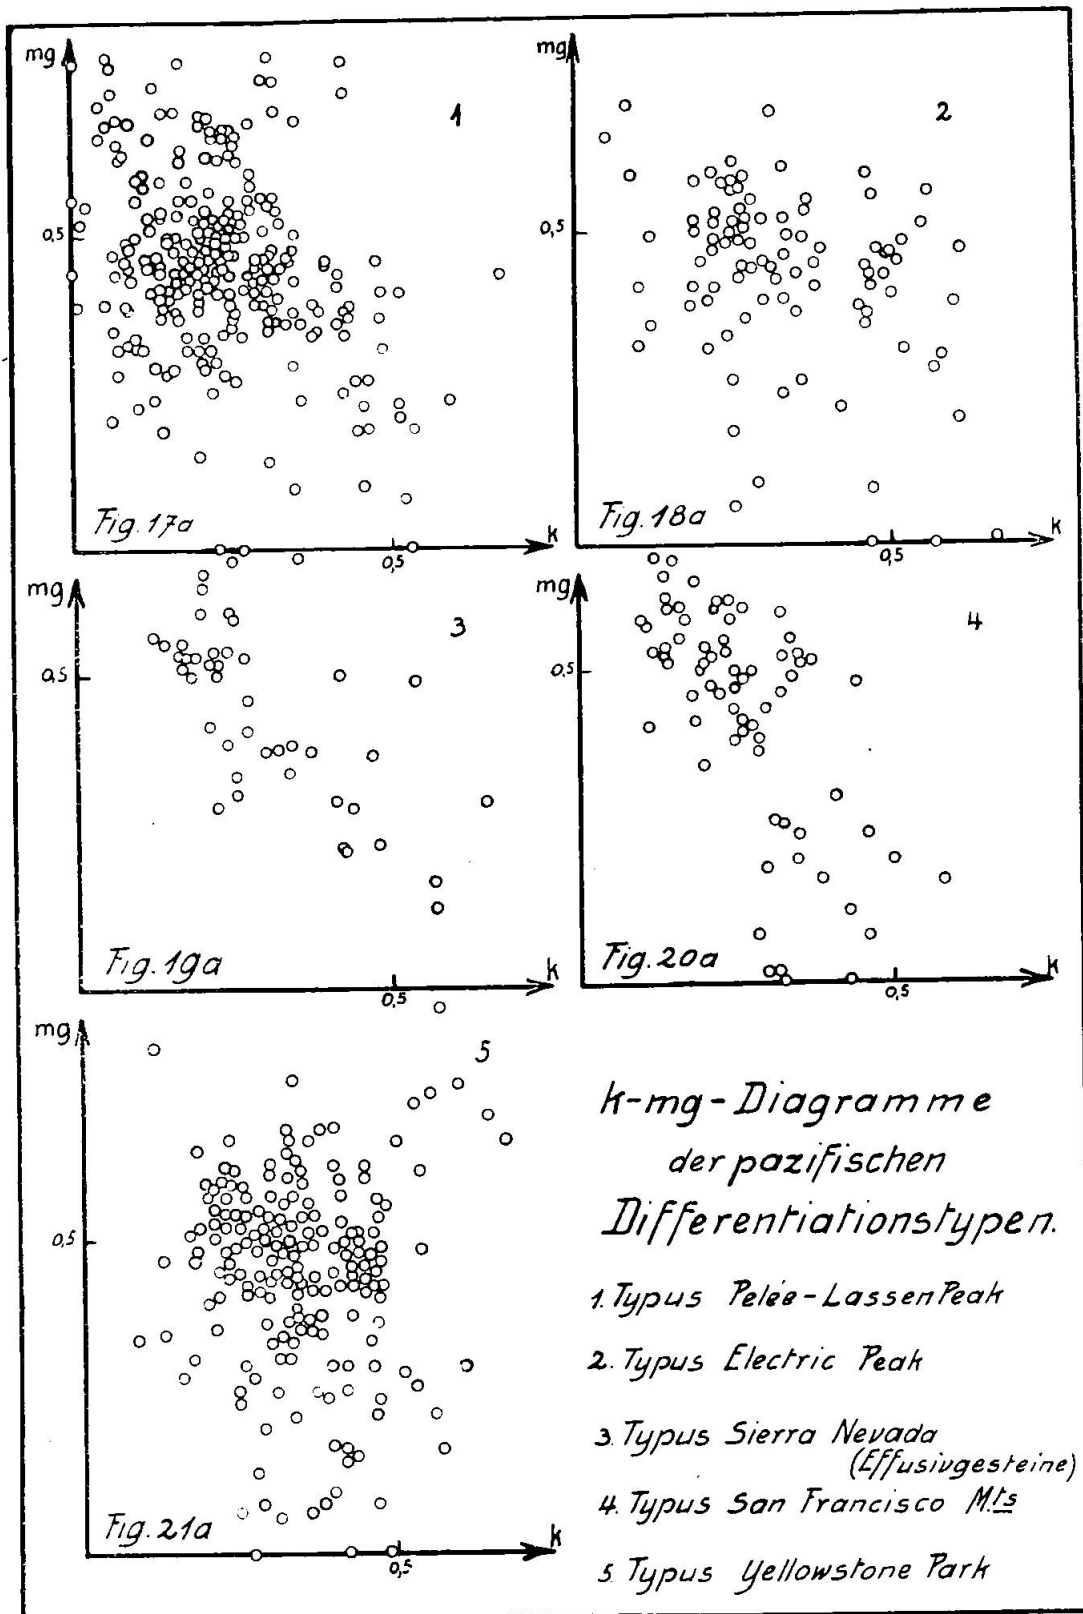 mg
1
0,5
Fig. 17a
k
0,5
mg
2
0,5
Fig. 18a
k
0,5
mg
3
0,5
Fig. 19a
k
0,5
mg
4
0,5
Fig. 20a
k
0,5
mg
5
0,5
Fig. 21a
k
0,5
k-mg-Diagramme
der pazifischen
Differentiationstypen.
1. Typus Pelée-Lassen Peak
2. Typus Electric Peak
3. Typus Sierra Nevada
(Effusivgesteine)
4. Typus San Francisco Mts
5. Typus Yellowstone Park